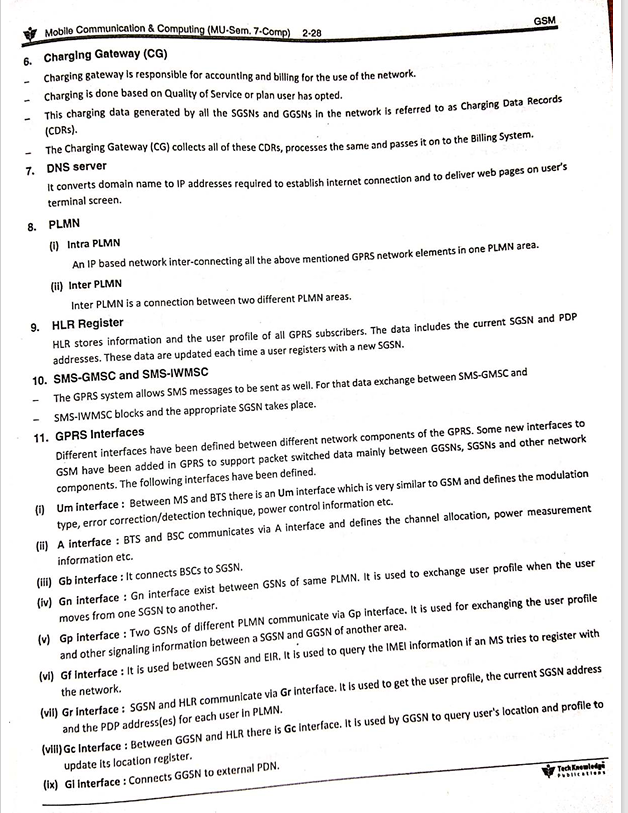 Mobile Communication & Computing (MU-Sem. 7-Comp) 2-28
GSM
6. Charging Gateway (CG)
– Charging gateway is responsible for accounting and billing for the use of the network.
– Charging is done based on Quality of Service or plan user has opted.
– This charging data generated by all the SGSNs and GGSNs in the network is referred to as Charging Data Records
(CDRs).
– The Charging Gateway (CG) collects all of these CDRs, processes the same and passes it on to the Billing System.
7. DNS server
It converts domain name to IP addresses required to establish internet connection and to deliver web pages on user's
terminal screen.
8. PLMN
(i) Intra PLMN
An IP based network inter-connecting all the above mentioned GPRS network elements in one PLMN area.
(ii) Inter PLMN
Inter PLMN is a connection between two different PLMN areas.
9. HLR Register
HLR stores information and the user profile of all GPRS subscribers. The data includes the current SGSN and PDP
addresses. These data are updated each time a user registers with a new SGSN.
10. SMS-GMSC and SMS-IWMSC
– The GPRS system allows SMS messages to be sent as well. For that data exchange between SMS-GMSC and
– SMS-IWMSC blocks and the appropriate SGSN takes place.
11. GPRS Interfaces
Different interfaces have been defined between different network components of the GPRS. Some new interfaces to
GSM have been added in GPRS to support packet switched data mainly between GGSNs, SGSNs and other network
components. The following interfaces have been defined.
(i) Um interface : Between MS and BTS there is an Um interface which is very similar to GSM and defines the modulation
type, error correction/detection technique, power control information etc.
(ii) A interface : BTS and BSC communicates via A interface and defines the channel allocation, power measurement
information etc.
(iii) Gb interface : It connects BSCs to SGSN.
(iv) Gn interface : Gn interface exist between GSNs of same PLMN. It is used to exchange user profile when the user
moves from one SGSN to another.
(v) Gp interface : Two GSNs of different PLMN communicate via Gp interface. It is used for exchanging the user profile
and other signaling information between a SGSN and GGSN of another area.
(vi) Gf Interface : It is used between SGSN and EIR. It is used to query the IMEI information if an MS tries to register with
the network.
(vii) Gr interface : SGSN and HLR communicate via Gr interface. It is used to get the user profile, the current SGSN address
and the PDP address(es) for each user in PLMN.
(viii) Gc Interface : Between GGSN and HLR there is Gc interface. It is used by GGSN to query user's location and profile to
update its location register.
(ix) Gi Interface : Connects GGSN to external PDN.
TechKnowledge
Publications